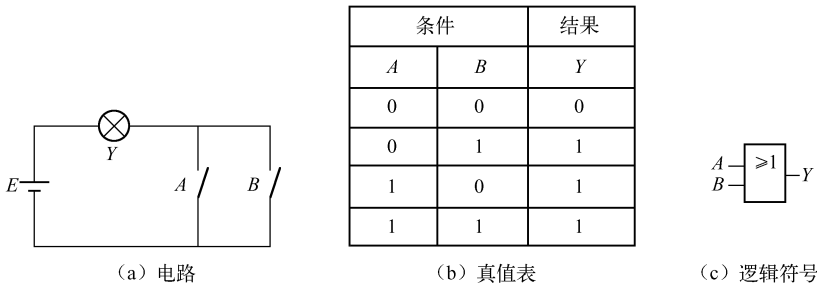 Y
E
A
B
(a) 电路
条件 结果
A B Y
0 0 0
0 1 1
1 0 1
1 1 1
(b) 真值表
A
B
≥1
Y
(c) 逻辑符号